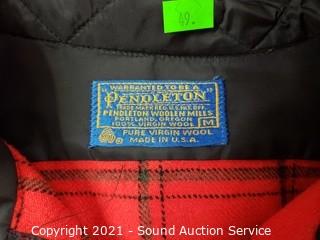 49.
WARRANTED TO BE A
"PENDLETON"
TRADE MARK REG. U.S. PAT. OFF.
PENDLETON WOOLEN MILLS
PORTLAND, OREGON
100% VIRGIN WOOL M
PURE VIRGIN WOOL
MADE IN U.S.A.
Copyright 2021 - Sound Auction Service